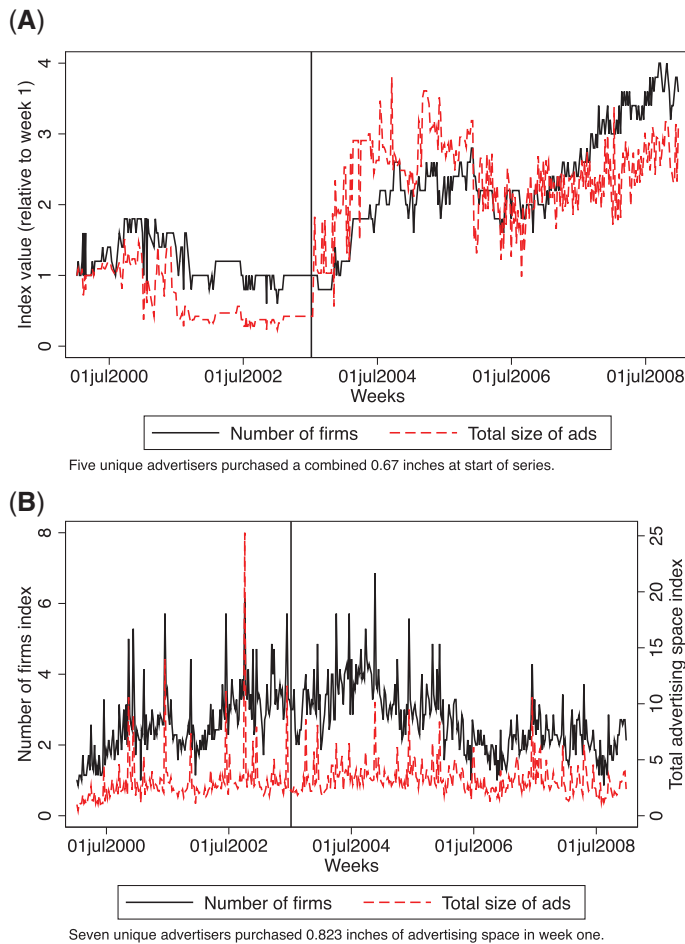 (A)
Index value (relative to week 1)
4
3
2
1
0
01jul2000 01jul2002 01jul2004 01jul2006 01jul2008
Weeks
Number of firms Total size of ads
Five unique advertisers purchased a combined 0.67 inches at start of series.
(B)
Number of firms index
8
6
4
2
0
25
20
15
10
5
0
Total advertising space index
01jul2000 01jul2002 01jul2004 01jul2006 01jul2008
Weeks
Number of firms Total size of ads
Seven unique advertisers purchased 0.823 inches of advertising space in week one.